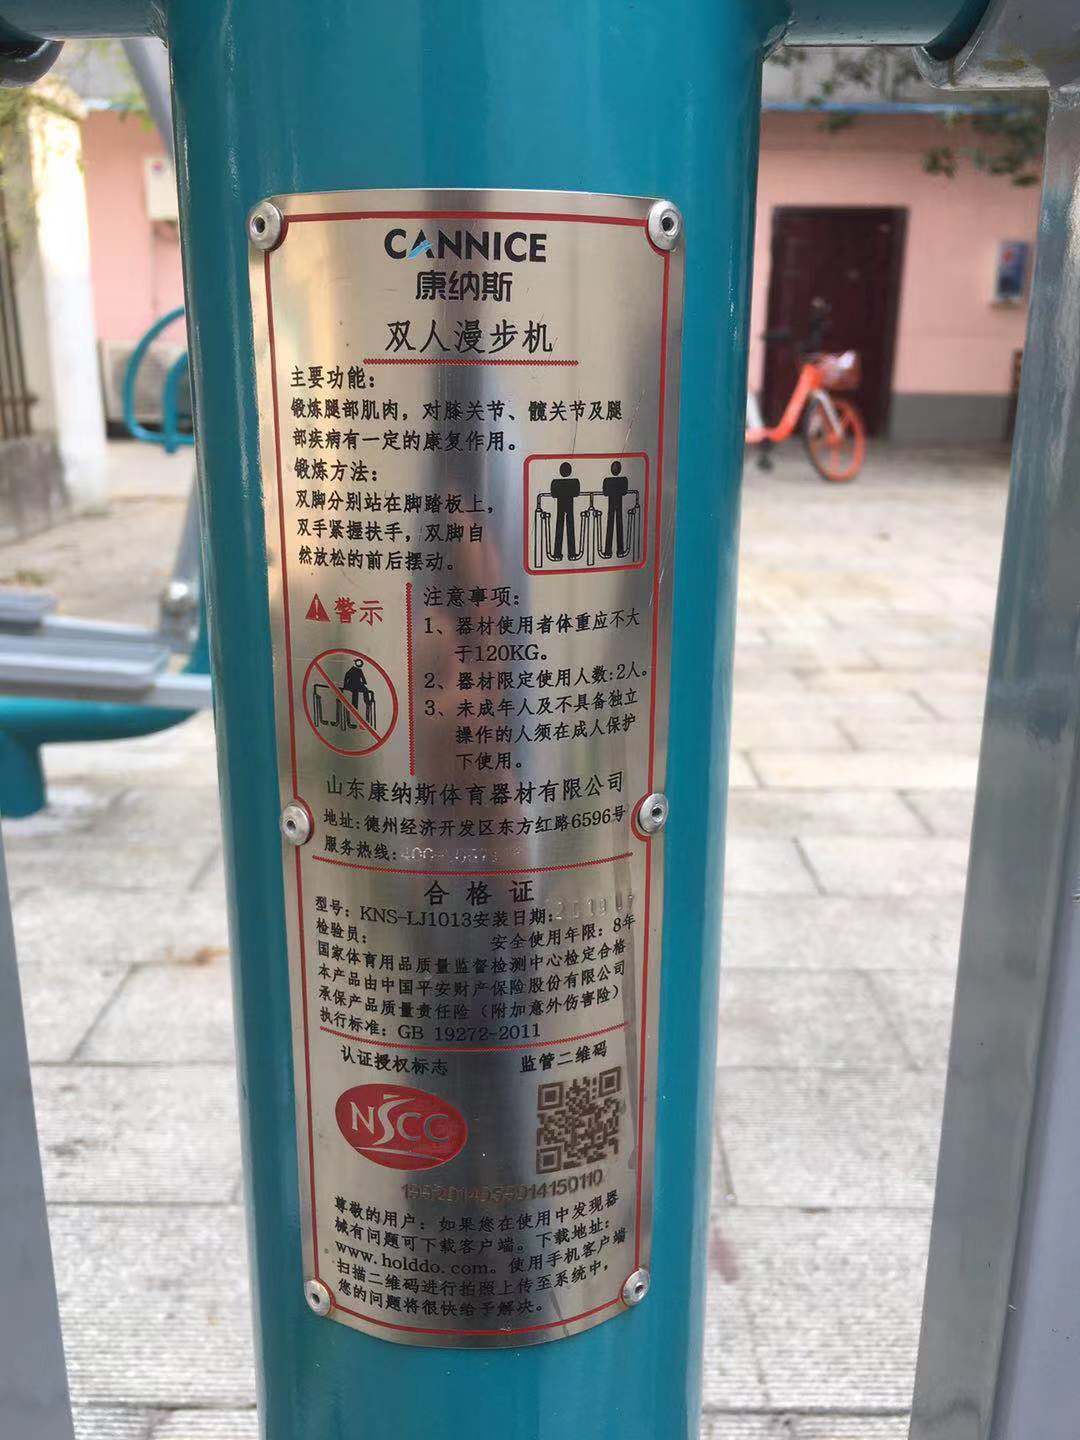 CANNICE
康纳斯
双人漫步机
主要功能：
锻炼腿部肌肉，对膝关节、髋关节及腿
部疾病有一定的康复作用。
锻炼方法：
双脚分别站在脚踏板上，
双手紧握扶手，双脚自
然放松的前后摆动。
警示
注意事项：
1、器材使用者体重应不大
于120KG。
2、器材限定使用人数：2人。
3、未成年人及不具备独立
操作的人须在成人保护
下使用。
山东康纳斯体育器材有限公司
地址：德州经济开发区东方红路6596号
服务热线：400-
合格证
型号：KNS-LJ1013安装日期：
检验员： 安全使用年限：8年
国家体育用品质量监督检测中心检定合格
本产品由中国平安财产保险股份有限公司
承保产品质量责任险（附加意外伤害险）
执行标准：GB 19272-2011
认证授权标志 监管二维码
NSCC
尊敬的用户：如果您在使用中发现器
械有问题可下载客户端。下载地址：
www.holddo.com。使用手机客户端
扫描二维码进行拍照上传至系统中，
您的问题将很快给予解决。